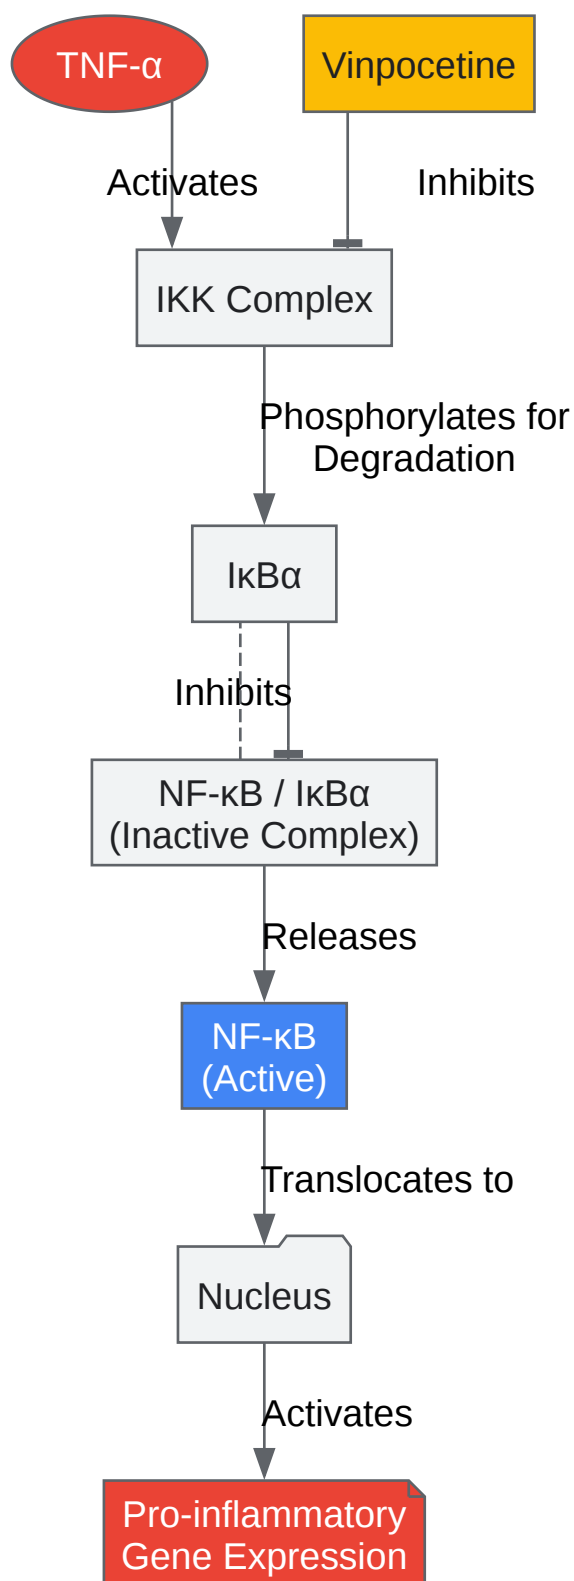 TNF-α
Vinpocetine
Activates
Inhibits
IKK Complex
Phosphorylates for
Degradation
IκBα
Inhibits
NF-κB / IκBα
(Inactive Complex)
Releases
NF-κB
(Active)
Translocates to
Nucleus
Activates
Pro-inflammatory
Gene Expression